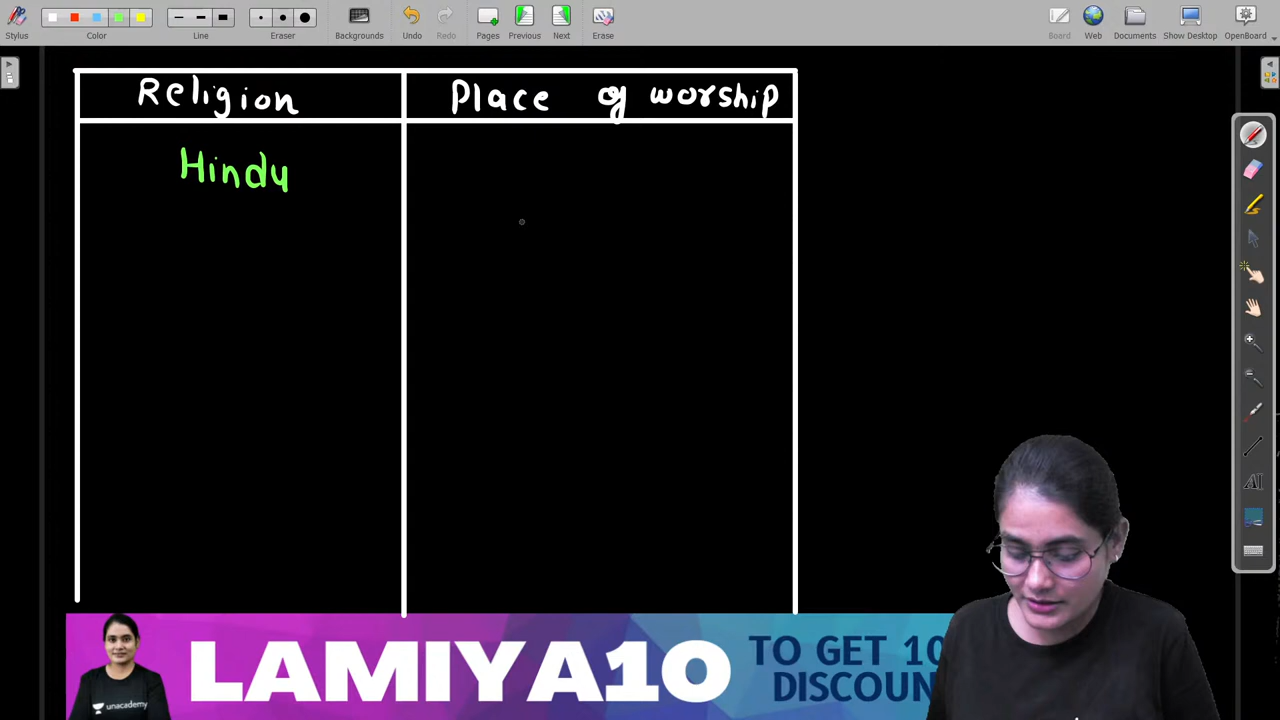 Stylus Color Line Eraser Backgrounds Undo Redo Pages Previous Next Erase Board Web Documents Show Desktop OpenBoard
Religion Place of worship
Hindu
LAMIYA10
TO GET 10
DISCOUN
unacademy